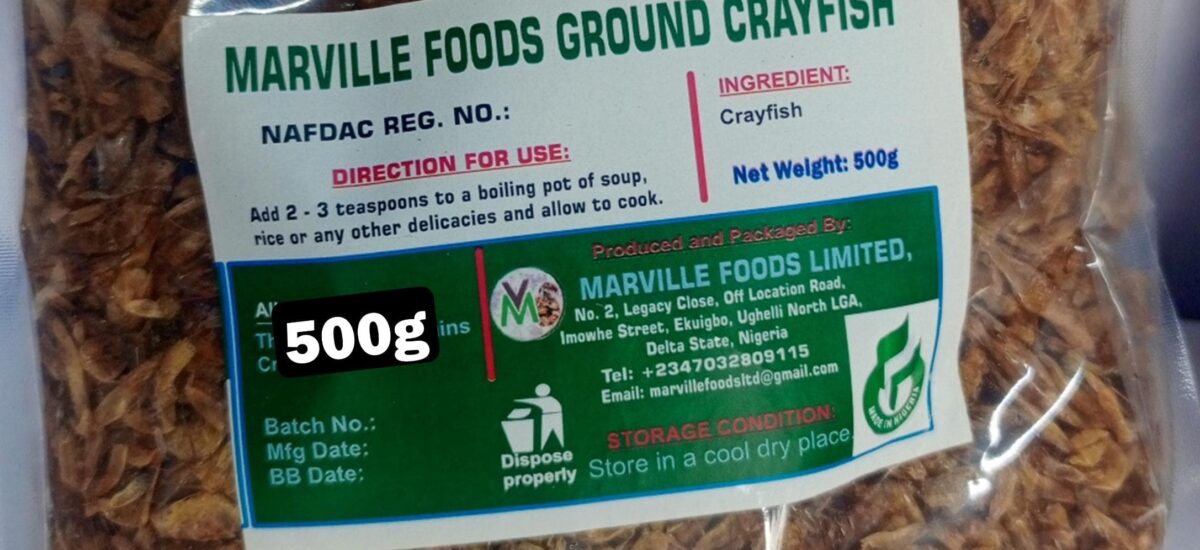 MARVILLE FOODS GROUND CRAYFISH
NAFDAC REG. NO.:
DIRECTION FOR USE:
Add 2 - 3 teaspoons to a boiling pot of soup,
rice or any other delicacies and allow to cook.
INGREDIENT:
Crayfish
Net Weight: 500g
500g
Batch No.:
Mfg Date:
BB Date:
VM
Produced and Packaged By:
MARVILLE FOODS LIMITED,
No. 2, Legacy Close, Off Location Road,
Imowhe Street, Ekuigbo, Ughelli North LGA,
Delta State, Nigeria
Tel: +2347032809115
Email: marvillefoodsltd@gmail.com
Dispose
properly
STORAGE CONDITION:
Store in a cool dry place.
MADE IN NIGERIA